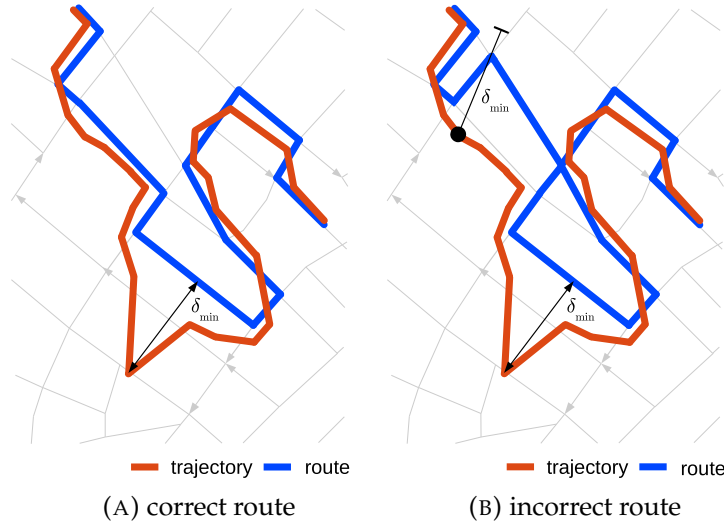 δmin
δmin
δmin
trajectory route
trajectory route
(A) correct route
(B) incorrect route